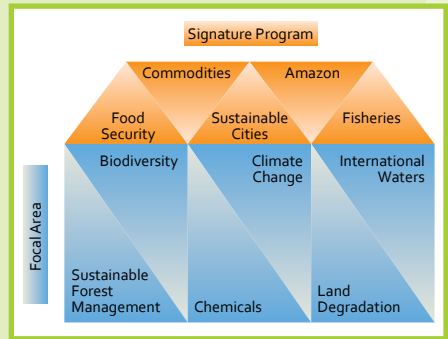 Signature Program
Commodities
Amazon
Food
Security
Sustainable
Cities
Fisheries
Focal Area
Biodiversity
Climate
Change
International
Waters
Sustainable
Forest
Management
Chemicals
Land
Degradation